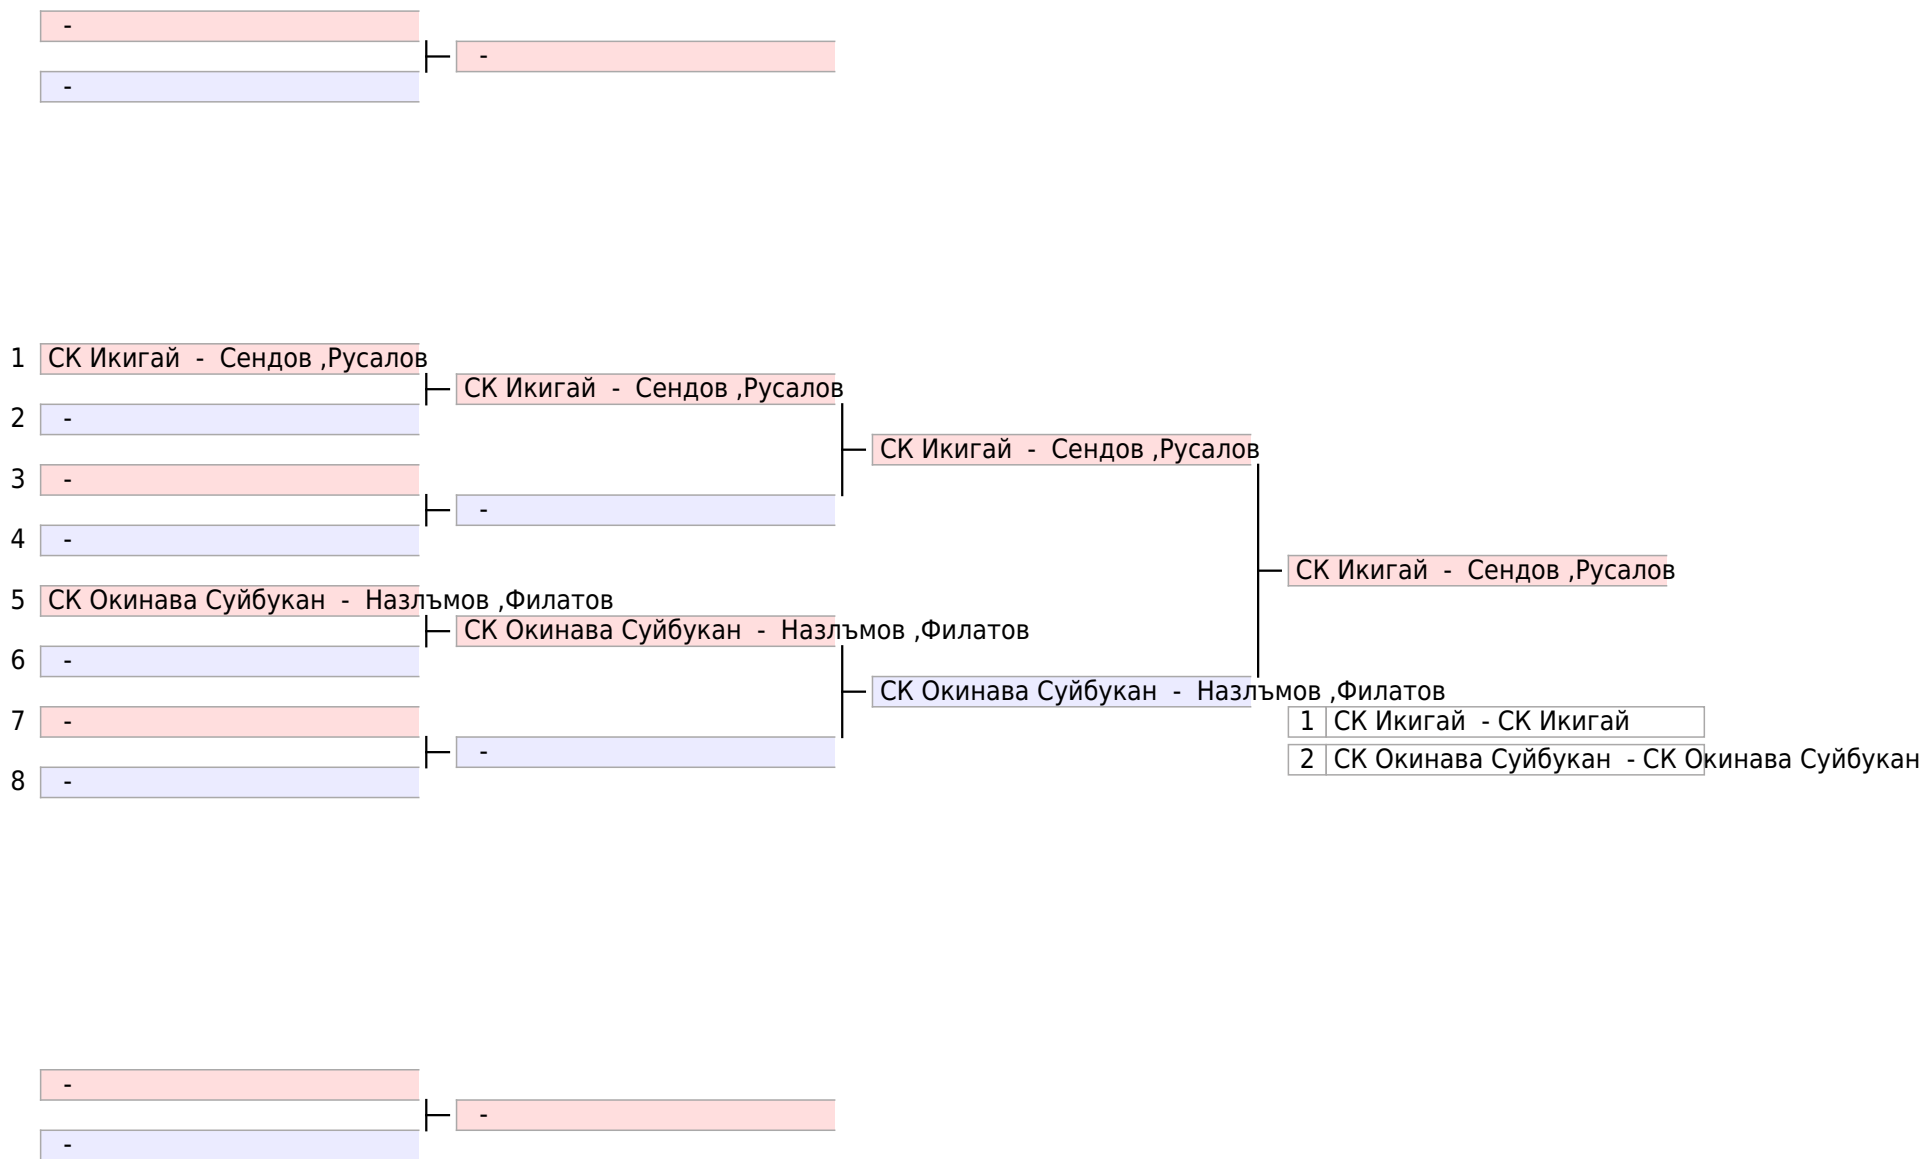 -
-
-
1 СК Икигай - Сендов ,Русалов
СК Икигай - Сендов ,Русалов
2 -
СК Икигай - Сендов ,Русалов
3 -
-
4 -
СК Икигай - Сендов ,Русалов
5 СК Окинава Суйбукан - Назлъмов ,Филатов
СК Окинава Суйбукан - Назлъмов ,Филатов
6 -
СК Окинава Суйбукан - Назлъмов ,Филатов
7 -
1 СК Икигай - СК Икигай
-
2 СК Окинава Суйбукан - СК Окинава Суйбукан
8 -
-
-
-